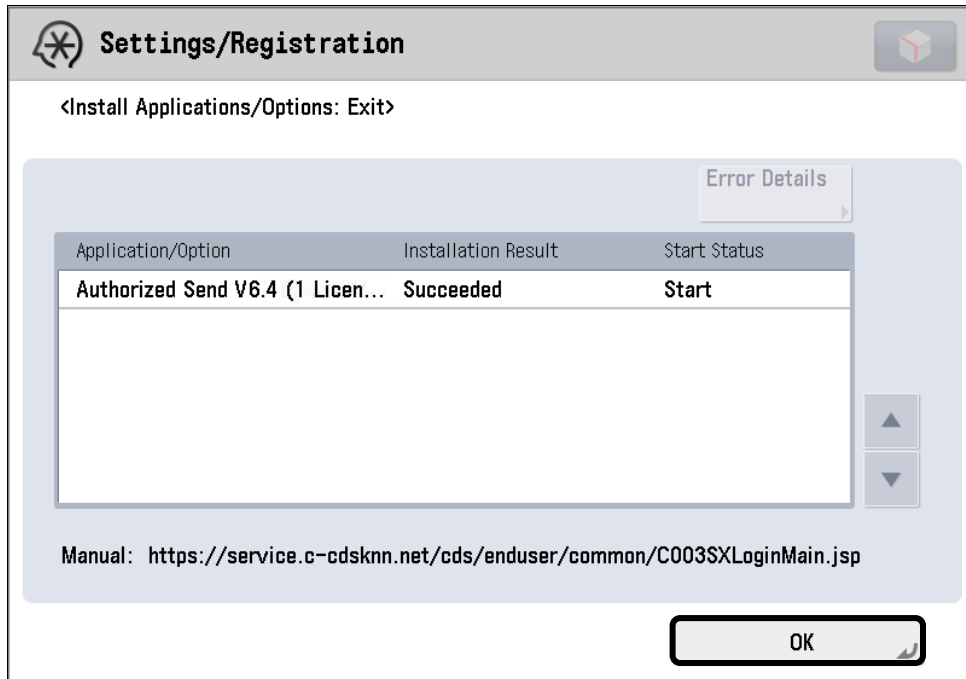 Settings/Registration
<Install Applications/Options: Exit>
Error Details
Application/Option Installation Result Start Status
Authorized Send V6.4 (1 Licen... Succeeded Start
Manual: https://service.c-cdsknn.net/cds/enduser/common/C003SXLoginMain.jsp
OK